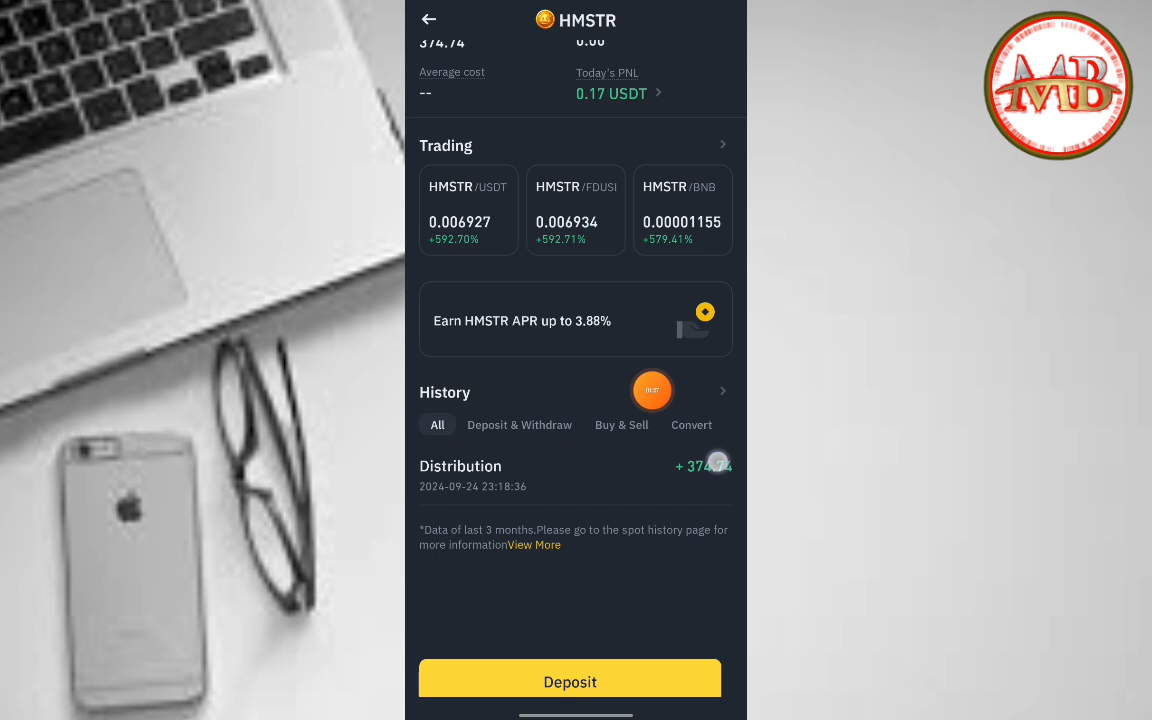 HMSTR
374.74 0.00
Average cost Today's PNL
-- 0.17 USDT
Trading
HMSTR/USDT HMSTR/FDUSI HMSTR/BNB
0.006927 0.006934 0.00001155
+592.70% +592.71% +579.41%
Earn HMSTR APR up to 3.88%
History
All Deposit & Withdraw Buy & Sell Convert
Distribution + 374.74
2024-09-24 23:18:36
*Data of last 3 months.Please go to the spot history page for
more informationView More
Deposit
MB